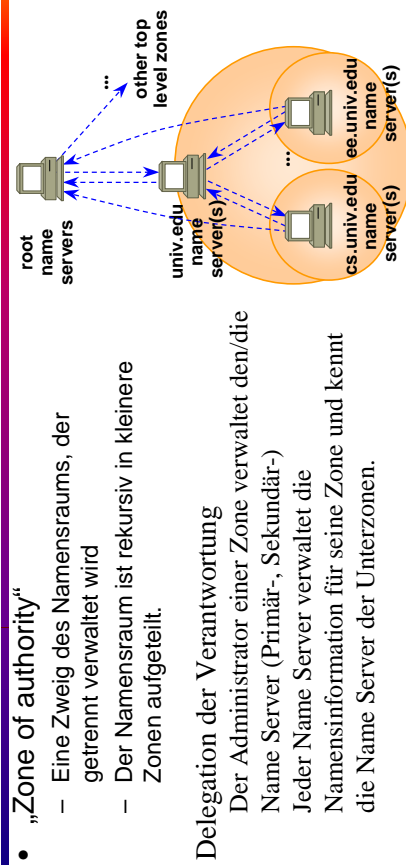 • „Zone of authority“
– Eine Zweig des Namensraums, der
getrennt verwaltet wird
– Der Namensraum ist rekursiv in kleinere
Zonen aufgeteilt.
Delegation der Verantwortung
Der Administrator einer Zone verwaltet den/die
Name Server (Primär-, Sekundär-)
Jeder Name Server verwaltet die
Namensinformation für seine Zone und kennt
die Name Server der Unterzonen.
root
name
servers
...
other top
level zones
univ.edu
name
server(s)
...
cs.univ.edu
name
server(s)
ee.univ.edu
name
server(s)